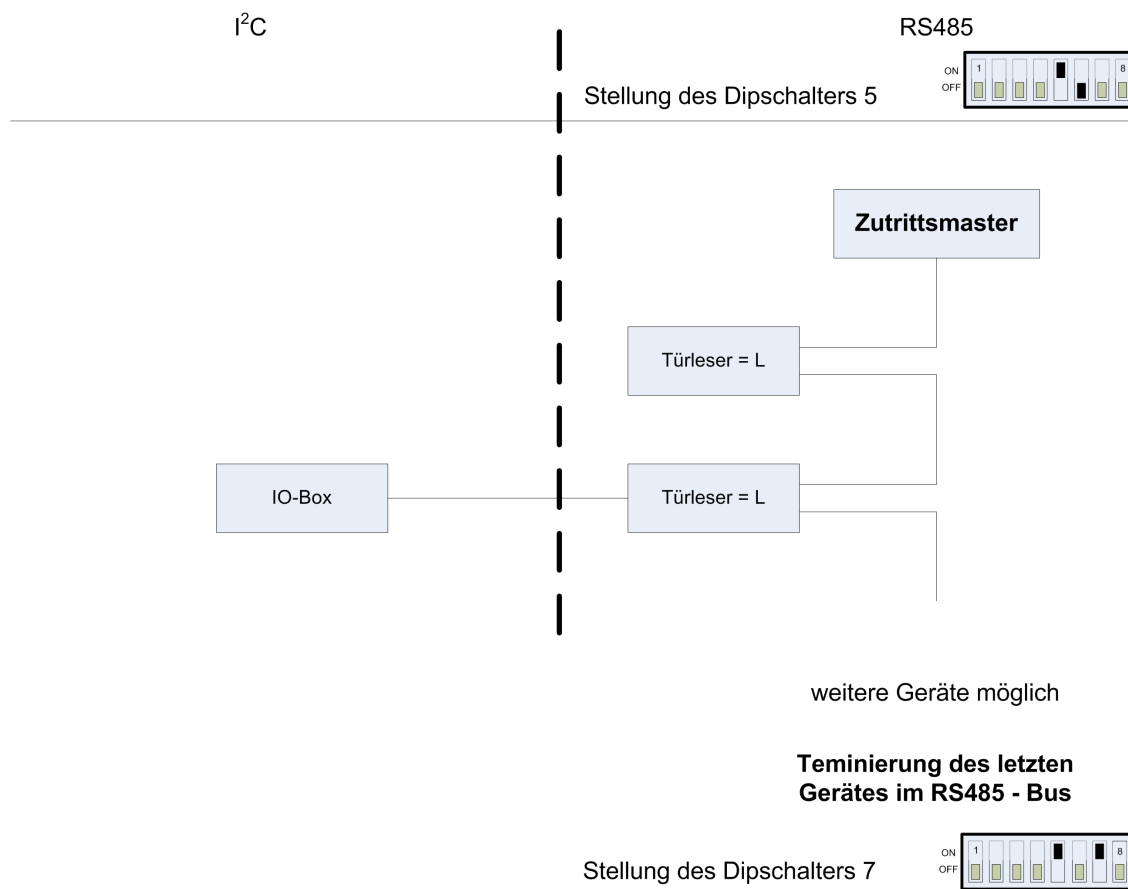 I²C
RS485
ON
OFF
1 8
Stellung des Dipschalters 5
Zutrittsmaster
Türleser = L
IO-Box
Türleser = L
weitere Geräte möglich
Teminierung des letzten
Gerätes im RS485 - Bus
ON
OFF
1 8
Stellung des Dipschalters 7